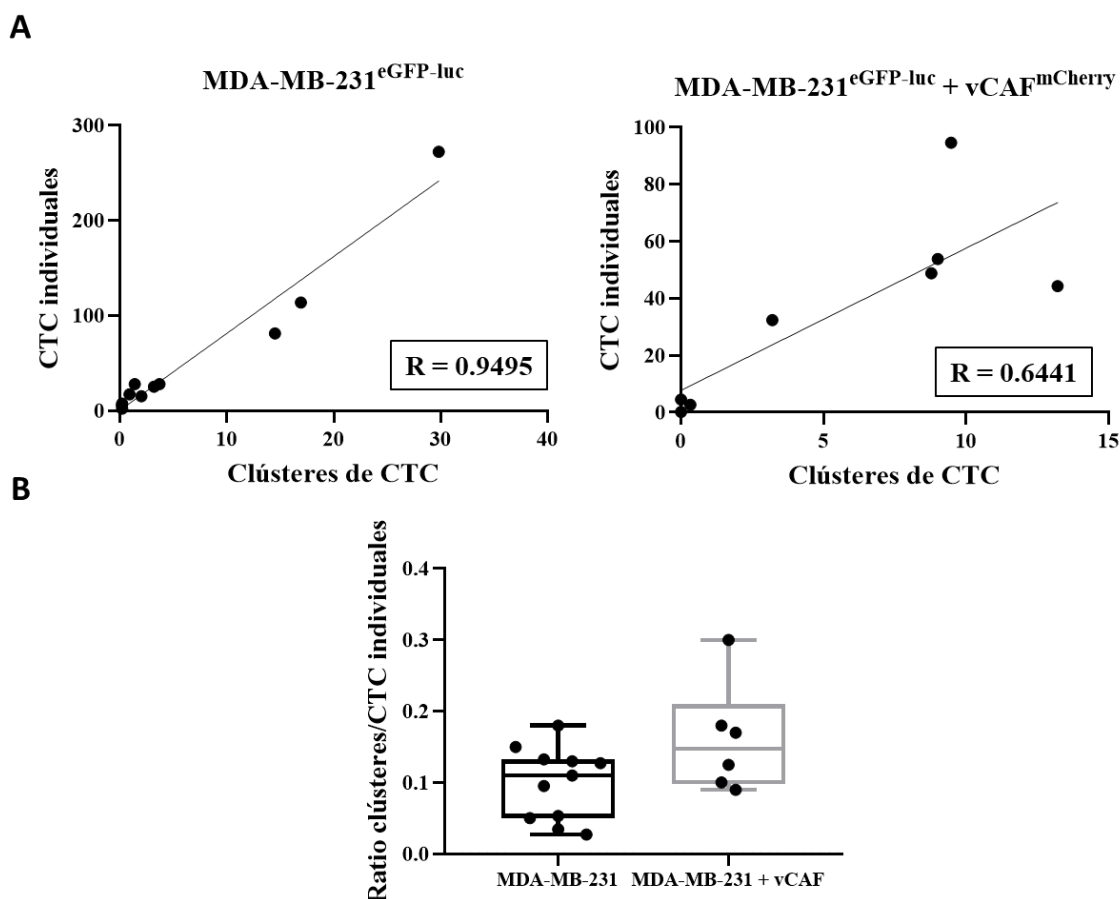 A
MDA-MB-231eGFP-luc
CTC individuales
300
200
100
0
R = 0.9495
0 10 20 30 40
Clústeres de CTC
MDA-MB-231eGFP-luc + vCAFmCherry
CTC individuales
100
80
60
40
20
0
R = 0.6441
0 5 10 15
Clústeres de CTC
B
Ratio clústeres/CTC individuales
0.4
0.3
0.2
0.1
0.0
MDA-MB-231 MDA-MB-231 + vCAF